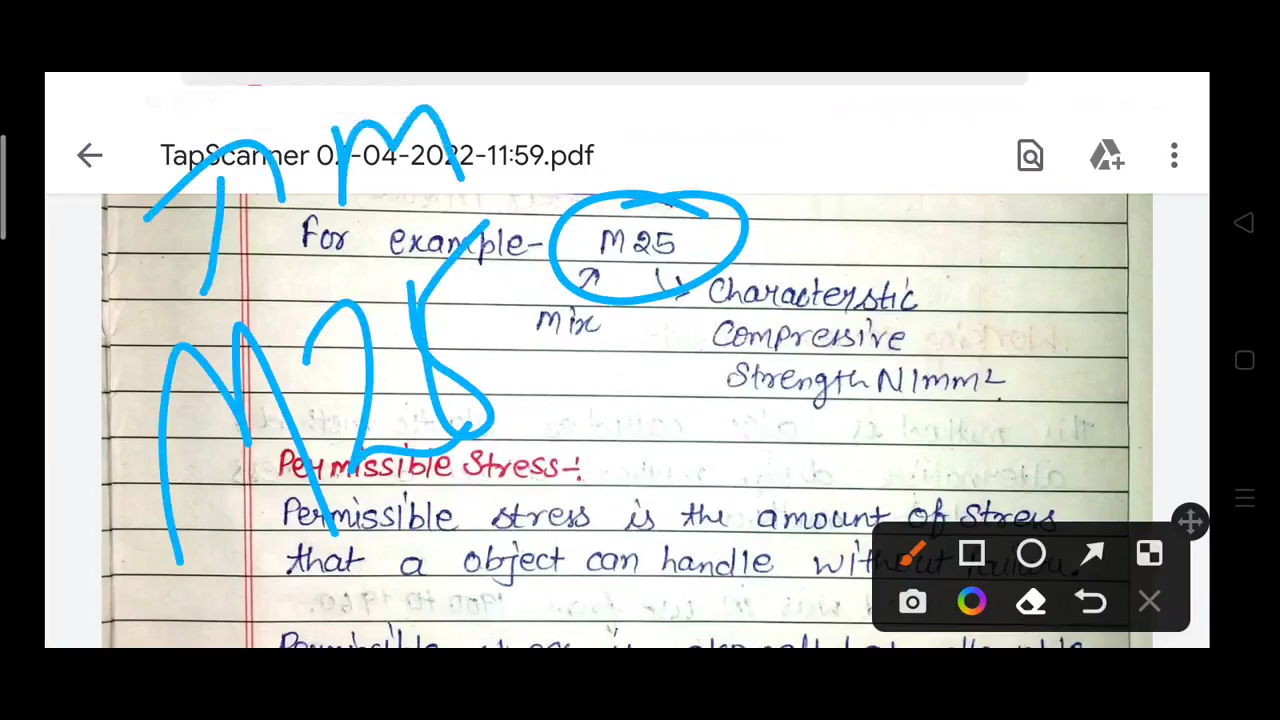 TapScanner 02-04-2022-11:59.pdf
For example- M25
Mix
Characterstic
Compressive
Strength N/mm²
Permissible Stress-:
Permissible stress is the amount of stress
that a object can handle without
M25